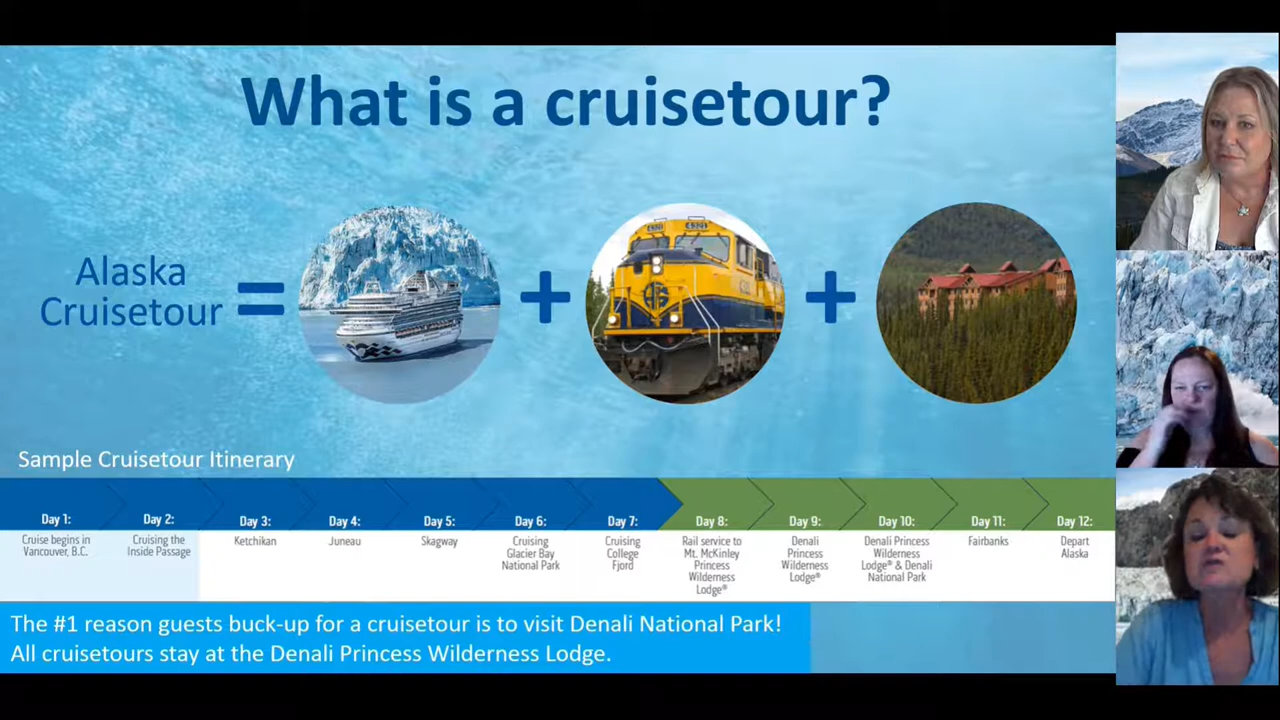 What is a cruisetour?
Alaska
Cruisetour
=
+
+
4321
4321
Sample Cruisetour Itinerary
Day 1:
Cruise begins in
Vancouver, B.C.
Day 2:
Cruising the
Inside Passage
Day 3:
Ketchikan
Day 4:
Juneau
Day 5:
Skagway
Day 6:
Cruising
Glacier Bay
National Park
Day 7:
Cruising
College
Fjord
Day 8:
Rail service to
Mt. McKinley
Princess
Wilderness
Lodge®
Day 9:
Denali
Princess
Wilderness
Lodge®
Day 10:
Denali Princess
Wilderness
Lodge® & Denali
National Park
Day 11:
Fairbanks
Day 12:
Depart
Alaska
The #1 reason guests buck-up for a cruisetour is to visit Denali National Park!
All cruisetours stay at the Denali Princess Wilderness Lodge.